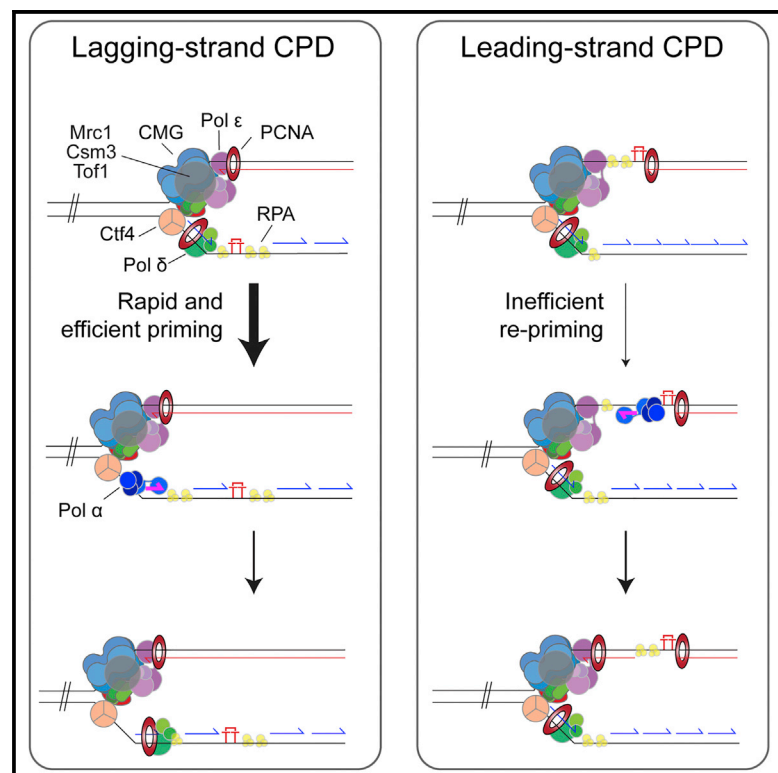 Lagging-strand CPD
Mrc1
Csm3
Tof1
CMG
Pol ε
PCNA
Ctf4
Pol δ
RPA
Rapid and
efficient priming
Pol α
Leading-strand CPD
Inefficient
re-priming